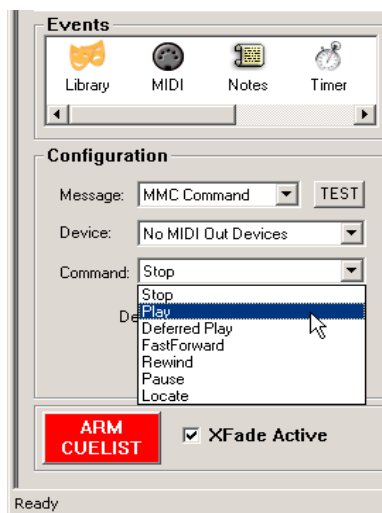 Events
Library MIDI Notes Timer
Configuration
Message: MMC Command TEST
Device: No MIDI Out Devices
Command: Stop
Stop
De Play
Deferred Play
FastForward
Rewind
Pause
Locate
ARM
CUELIST
XFade Active
Ready